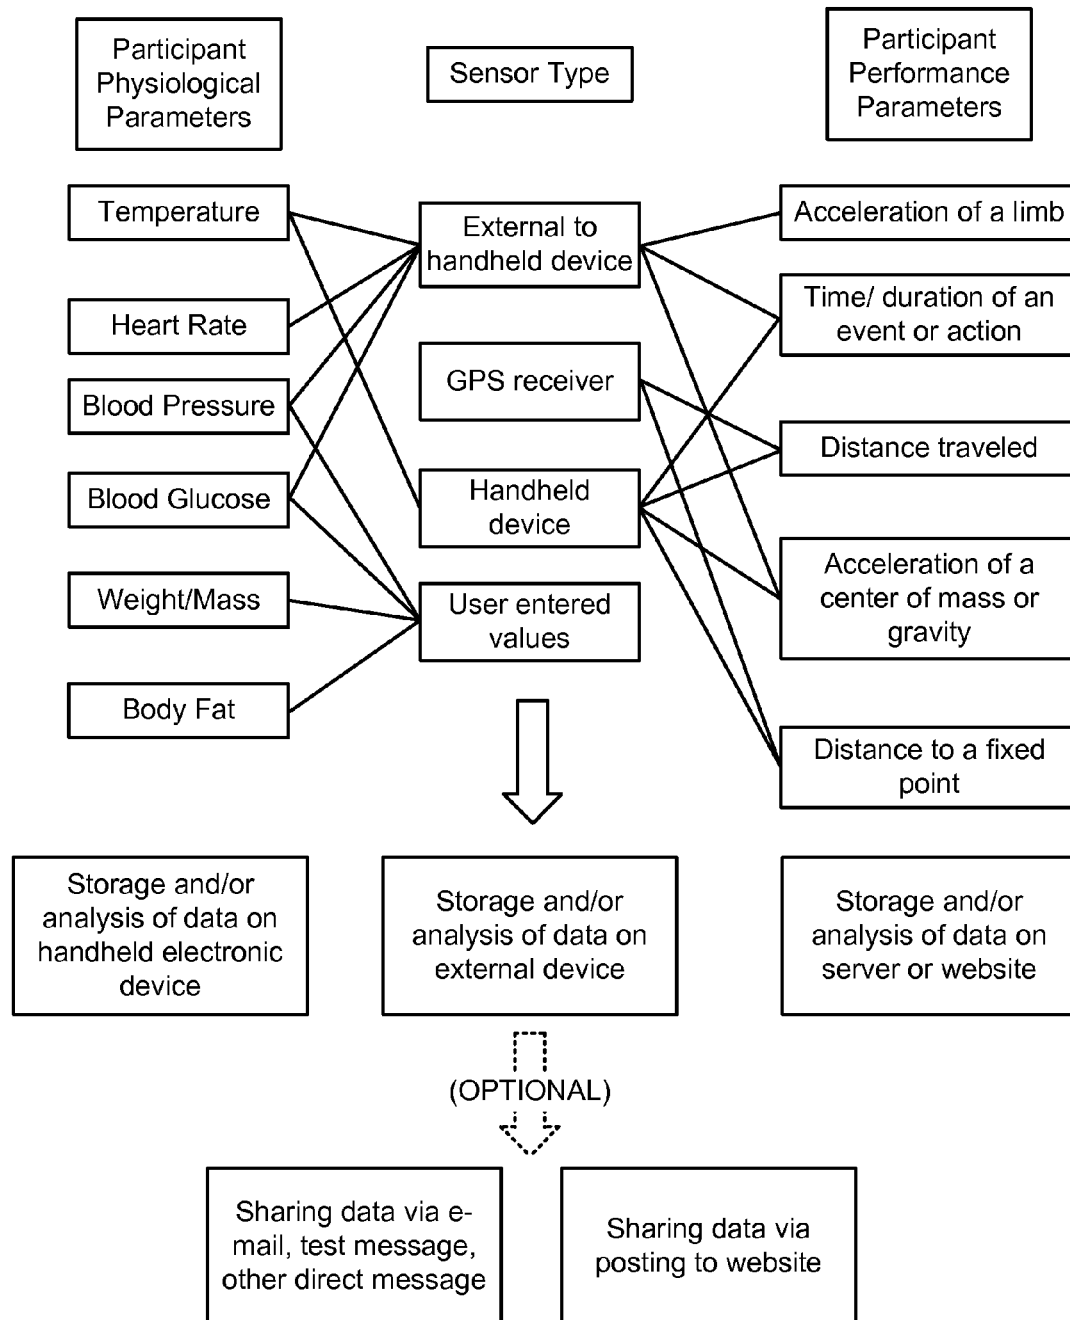 Participant
Physiological
Parameters
Sensor Type
Participant
Performance
Parameters
Temperature
Heart Rate
Blood Pressure
Blood Glucose
Weight/Mass
Body Fat
External to
handheld device
GPS receiver
Handheld
device
User entered
values
Acceleration of a limb
Time/ duration of an
event or action
Distance traveled
Acceleration of a
center of mass or
gravity
Distance to a fixed
point
Storage and/or
analysis of data on
handheld electronic
device
Storage and/or
analysis of data on
external device
Storage and/or
analysis of data on
server or website
(OPTIONAL)
Sharing data via e-
mail, test message,
other direct message
Sharing data via
posting to website